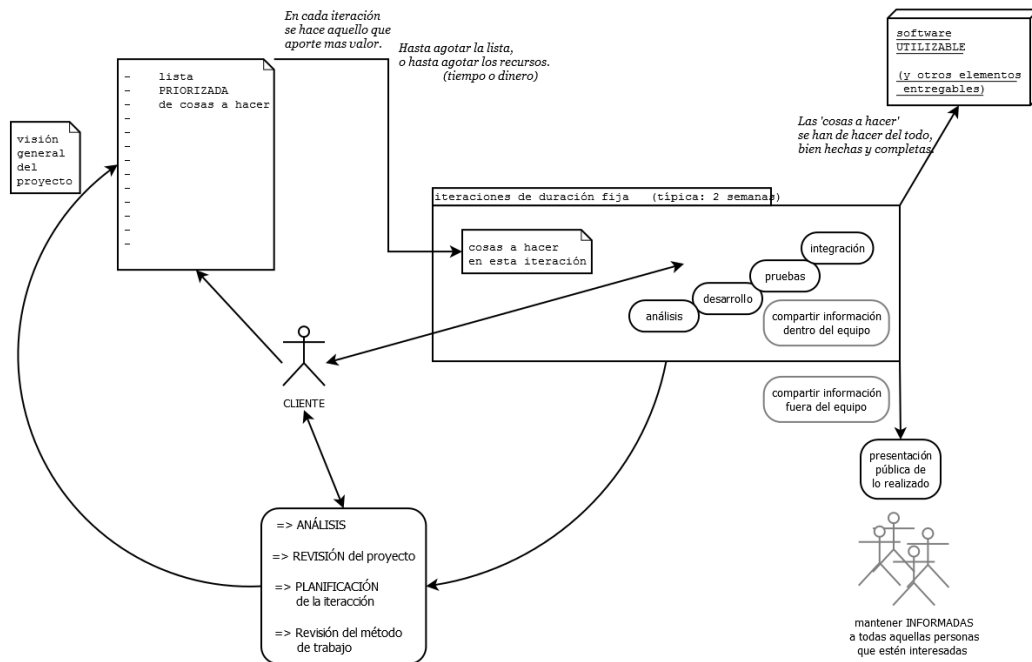 En cada iteración
se hace aquello que
aporte mas valor.
Hasta agotar la lista,
o hasta agotar los recursos.
(tiempo o dinero)
software
UTILIZABLE
(y otros elementos
entregables)
- lista
- PRIORIZADA
- de cosas a hacer
-
-
-
-
-
-
-
-
-
-
visión
general
del
proyecto
Las 'cosas a hacer'
se han de hacer del todo,
bien hechas y completas.
iteraciones de duración fija (típica: 2 semanas)
cosas a hacer
en esta iteración
integración
pruebas
desarrollo
análisis
compartir información
dentro del equipo
CLIENTE
compartir información
fuera del equipo
presentación
pública de
lo realizado
=> ANÁLISIS
=> REVISIÓN del proyecto
=> PLANIFICACIÓN
de la iteracción
=> Revisión del método
de trabajo
mantener INFORMADAS
a todas aquellas personas
que estén interesadas